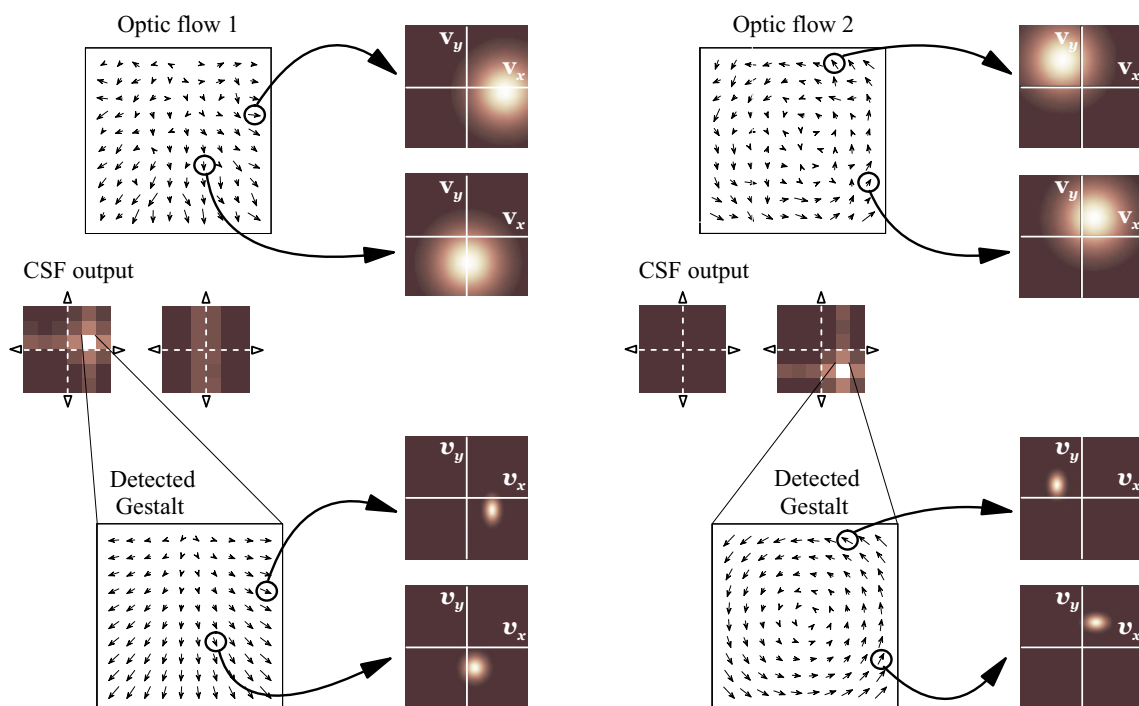 Optic flow 1
v_y
v_x
v_y
v_x
CSF output
Detected
Gestalt
v_y
v_x
v_y
v_x
Optic flow 2
v_y
v_x
v_y
v_x
CSF output
Detected
Gestalt
v_y
v_x
v_y
v_x